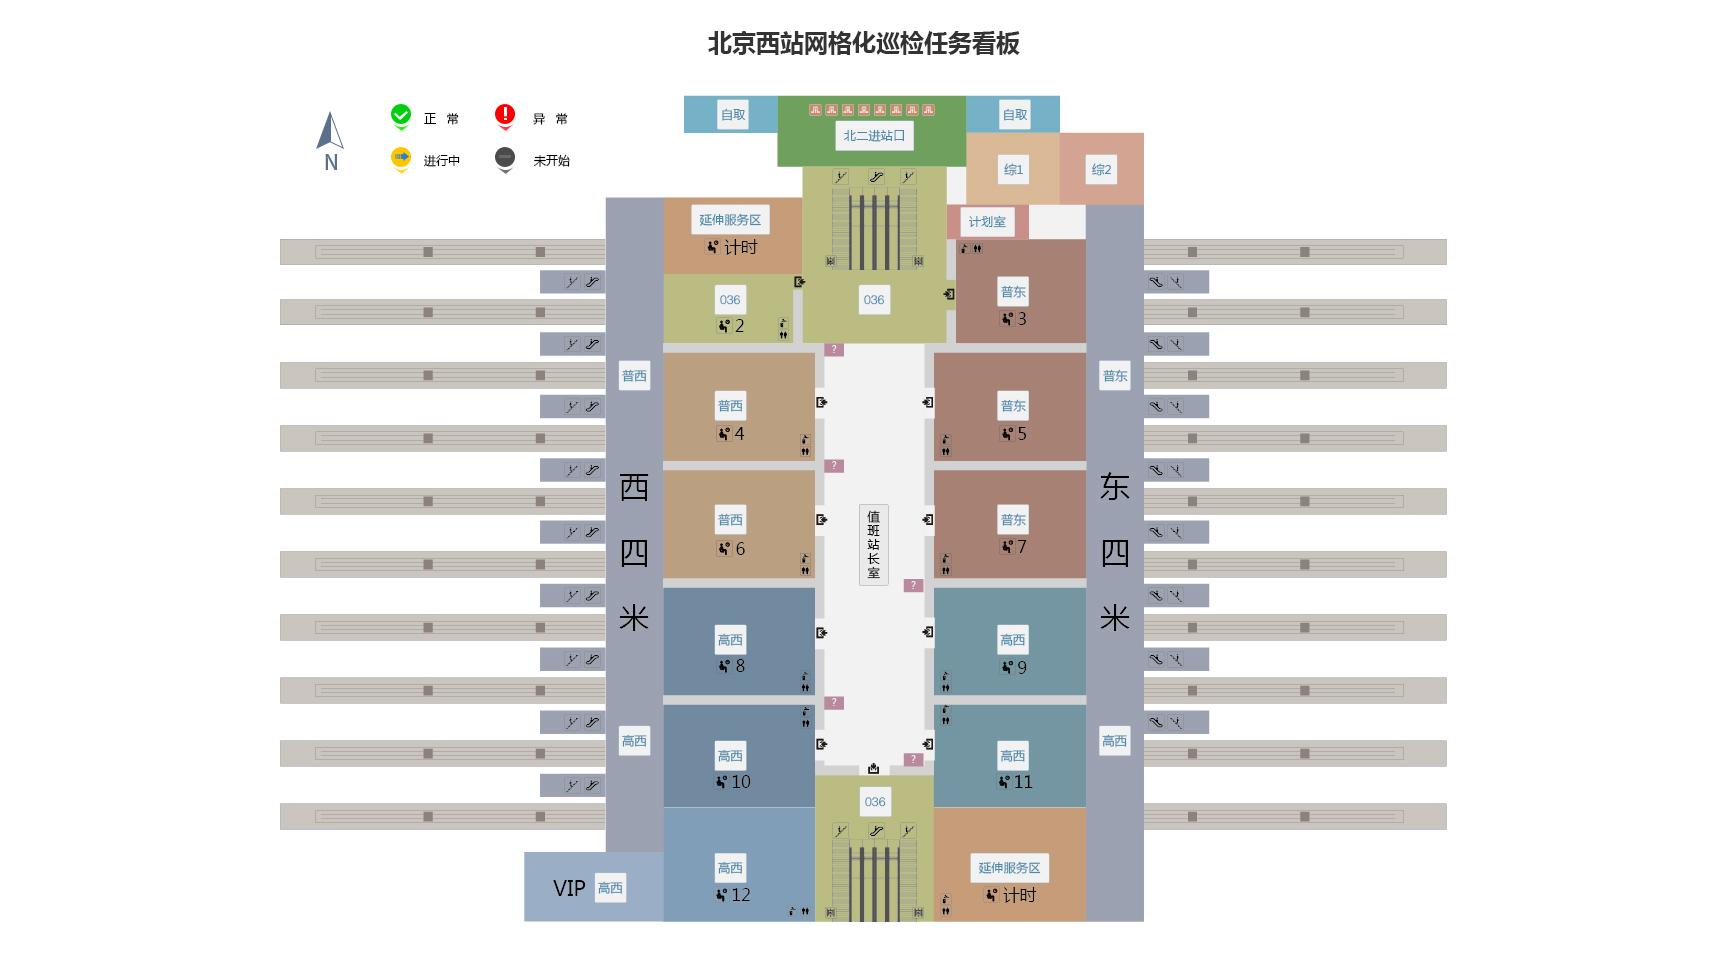 北京西站网格化巡检任务看板
正 常
异 常
进行中
未开始
N
自取
自取
北二进站口
综1
综2
延伸服务区
计时
计划室
036
2
036
普东
3
普西
普东
普西
4
普东
5
?
?
西四米
东四米
普西
6
普东
7
值班站长室
?
高西
8
高西
9
?
高西
高西
高西
10
高西
11
?
036
高西
12
延伸服务区
计时
VIP
高西